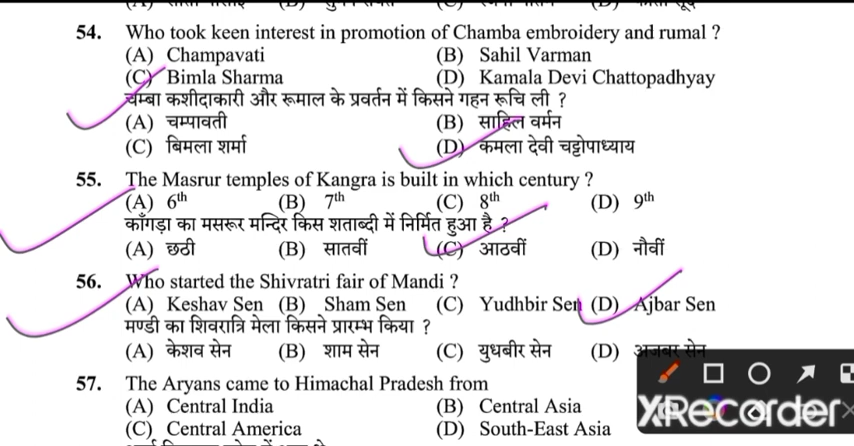 54. Who took keen interest in promotion of Chamba embroidery and rumal ?
(A) Champavati (B) Sahil Varman
(C) Bimla Sharma (D) Kamala Devi Chattopadhyay
चम्बा कशीदाकारी और रूमाल के प्रवर्तन में किसने गहन रूचि ली ?
(A) चम्पावती (B) साहिल वर्मन
(C) बिमला शर्मा (D) कमला देवी चट्टोपाध्याय
55. The Masrur temples of Kangra is built in which century ?
(A) 6th (B) 7th (C) 8th (D) 9th
काँगड़ा का मसरूर मन्दिर किस शताब्दी में निर्मित हुआ है ?
(A) छठी (B) सातवीं (C) आठवीं (D) नौवीं
56. Who started the Shivratri fair of Mandi ?
(A) Keshav Sen (B) Sham Sen (C) Yudhbir Sen (D) Ajbar Sen
मण्डी का शिवरात्रि मेला किसने प्रारम्भ किया ?
(A) केशव सेन (B) शाम सेन (C) युधबीर सेन (D) अजबर सेन
57. The Aryans came to Himachal Pradesh from
(A) Central India (B) Central Asia
(C) Central America (D) South-East Asia
XRecorder